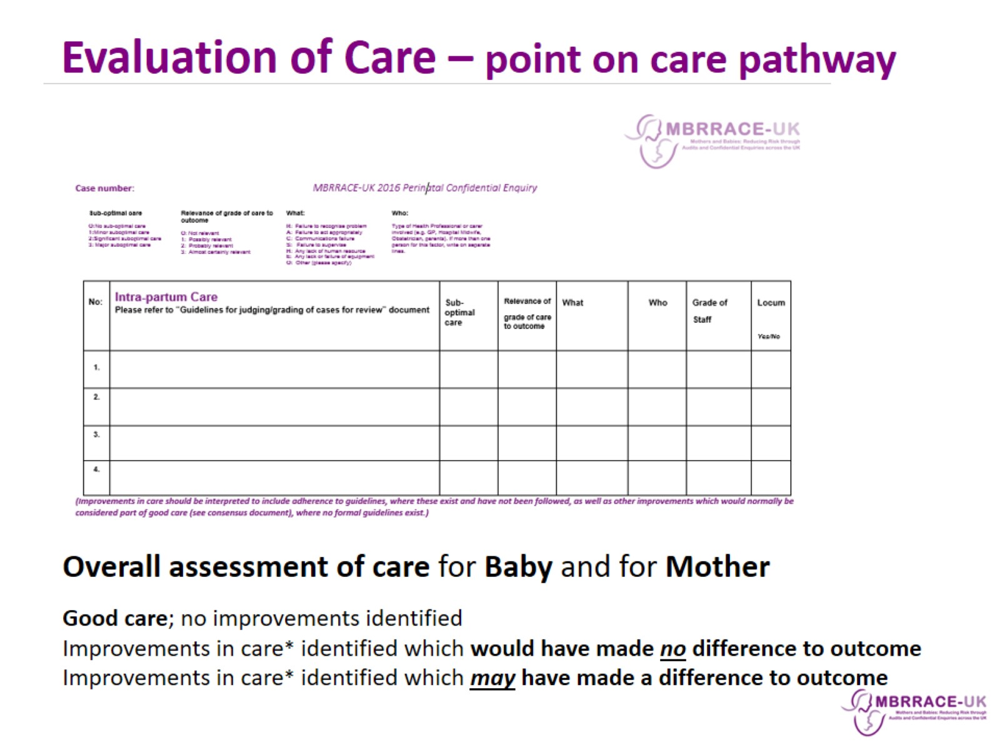 Evaluation of Care – point on care pathway
MBRRACE-UK
Mothers and Babies: Reducing Risk through
Audits and Confidential Enquiries across the UK
Case number:
MBRRACE-UK 2016 Perinatal Confidential Enquiry
Sub-optimal care
0:No sub-optimal care
1:Minor suboptimal care
2:Significant suboptimal care
3: Major suboptimal care
Relevance of grade of care to
outcome
0: Not relevant
1: Possibly relevant
2: Probably relevant
3: Almost certainly relevant
What:
R: Failure to recognise problem
A: Failure to act appropriately
C: Communications failure
S: Failure to supervise
H: Any lack of human resource
E: Any lack or failure of equipment
O: Other (please specify)
Who:
Type of Health Professional or carer
involved (e.g. GP, Hospital Midwife,
Obstetrician, parents). If more than one
person for this factor, write on separate
lines.
No:
Intra-partum Care
Please refer to "Guidelines for judging/grading of cases for review" document
Sub-
optimal
care
Relevance of
grade of care
to outcome
What
Who
Grade of
Staff
Locum
Yes/No
1.
2.
3.
4.
(Improvements in care should be interpreted to include adherence to guidelines, where these exist and have not been followed, as well as other improvements which would normally be
considered part of good care (see consensus document), where no formal guidelines exist.)
Overall assessment of care for Baby and for Mother
Good care; no improvements identified
Improvements in care* identified which would have made no difference to outcome
Improvements in care* identified which may have made a difference to outcome
MBRRACE-UK
Mothers and Babies: Reducing Risk through
Audits and Confidential Enquiries across the UK